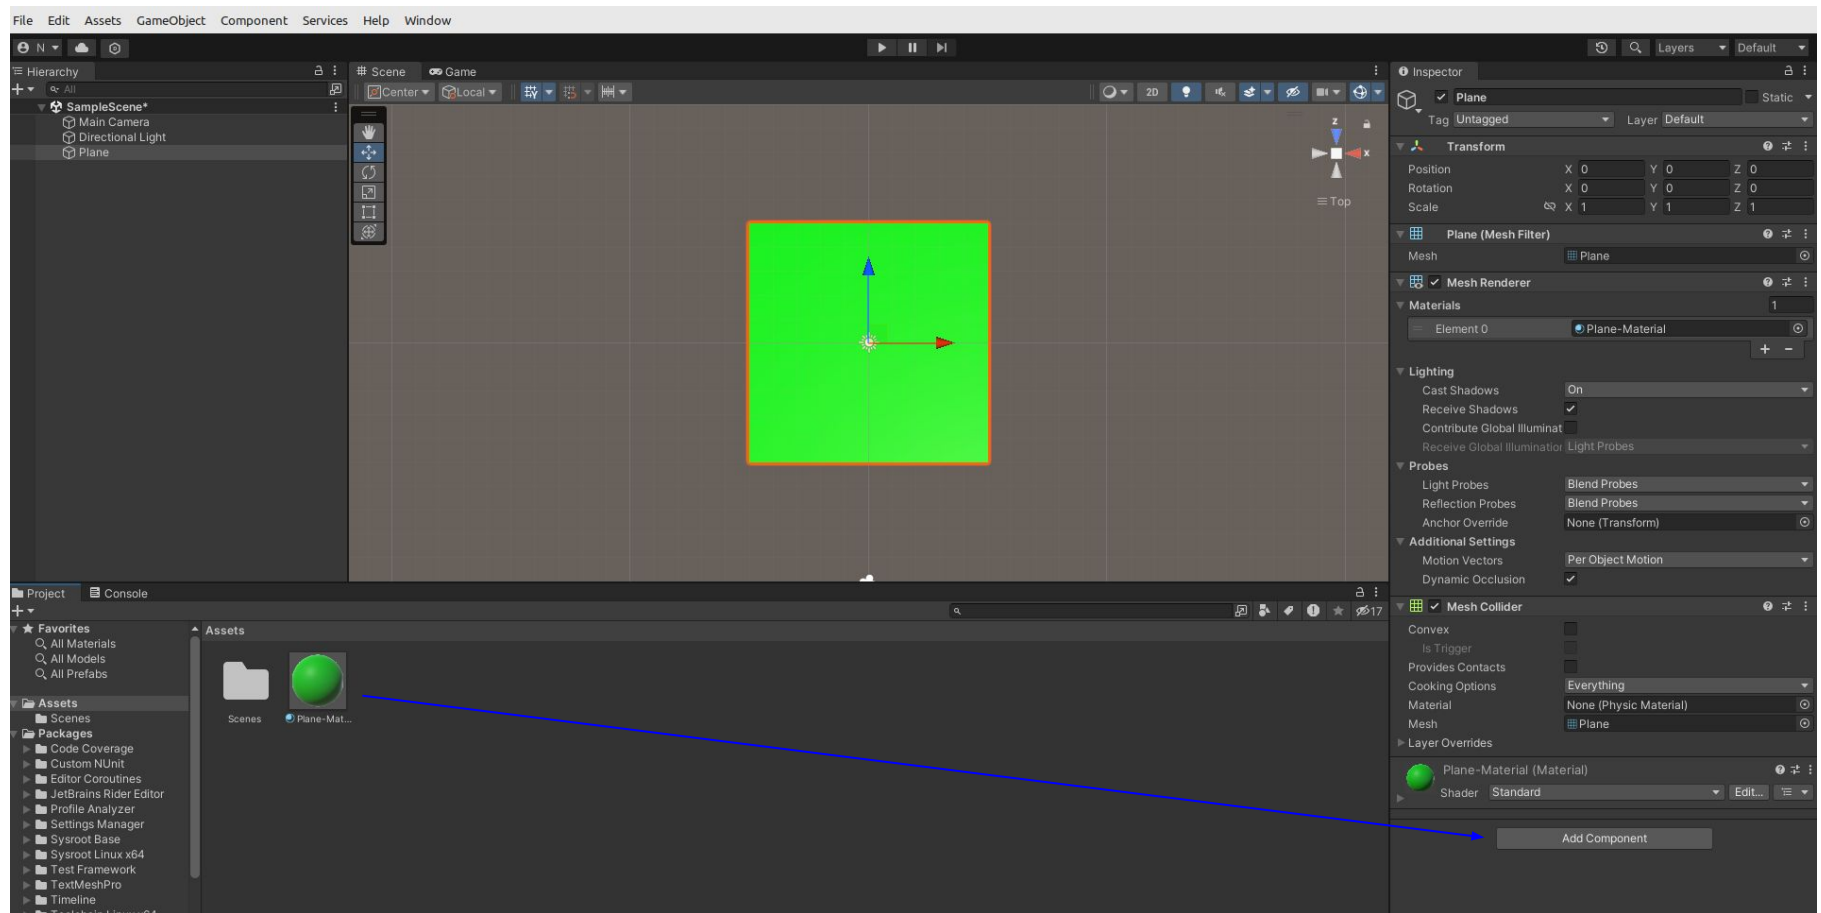 File Edit Assets GameObject Component Services Help Window
N
Layers Default
Hierarchy
All
SampleScene*
Main Camera
Directional Light
Plane
Scene Game
Center Local 2D
z
x
Top
Inspector
Plane Static
Tag Untagged Layer Default
Transform
Position X 0 Y 0 Z 0
Rotation X 0 Y 0 Z 0
Scale X 1 Y 1 Z 1
Plane (Mesh Filter)
Mesh Plane
Mesh Renderer
Materials 1
Element 0 Plane-Material
Lighting
Cast Shadows On
Receive Shadows
Contribute Global Illuminat
Receive Global Illumination Light Probes
Probes
Light Probes Blend Probes
Reflection Probes Blend Probes
Anchor Override None (Transform)
Additional Settings
Motion Vectors Per Object Motion
Dynamic Occlusion
Mesh Collider
Convex
Is Trigger
Provides Contacts
Cooking Options Everything
Material None (Physic Material)
Mesh Plane
Layer Overrides
Plane-Material (Material)
Shader Standard Edit...
Add Component
Project Console
17
Favorites
All Materials
All Models
All Prefabs
Assets
Scenes
Packages
Code Coverage
Custom NUnit
Editor Coroutines
JetBrains Rider Editor
Profile Analyzer
Settings Manager
Sysroot Base
Sysroot Linux x64
Test Framework
TextMeshPro
Timeline
Assets
Scenes Plane-Mat...